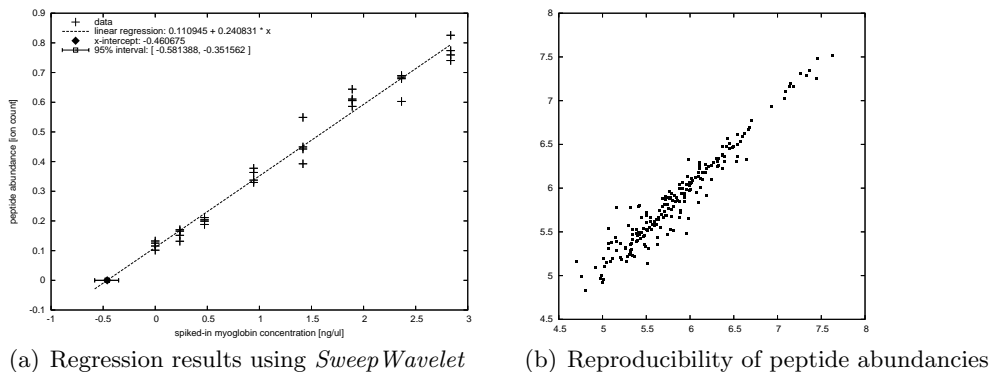 data
linear regression: 0.110945 + 0.240831 * x
x-intercept: -0.460675
95% interval: [ -0.581388, -0.351562 ]
0.9
0.8
0.7
0.6
0.5
0.4
0.3
0.2
0.1
0
-0.1
peptide abundance [ion count]
-1 -0.5 0 0.5 1 1.5 2 2.5 3
spiked-in myoglobin concentration [ng/ul]
(a) Regression results using SweepWavelet
8
7.5
7
6.5
6
5.5
5
4.5
4.5 5 5.5 6 6.5 7 7.5 8
(b) Reproducibility of peptide abundancies